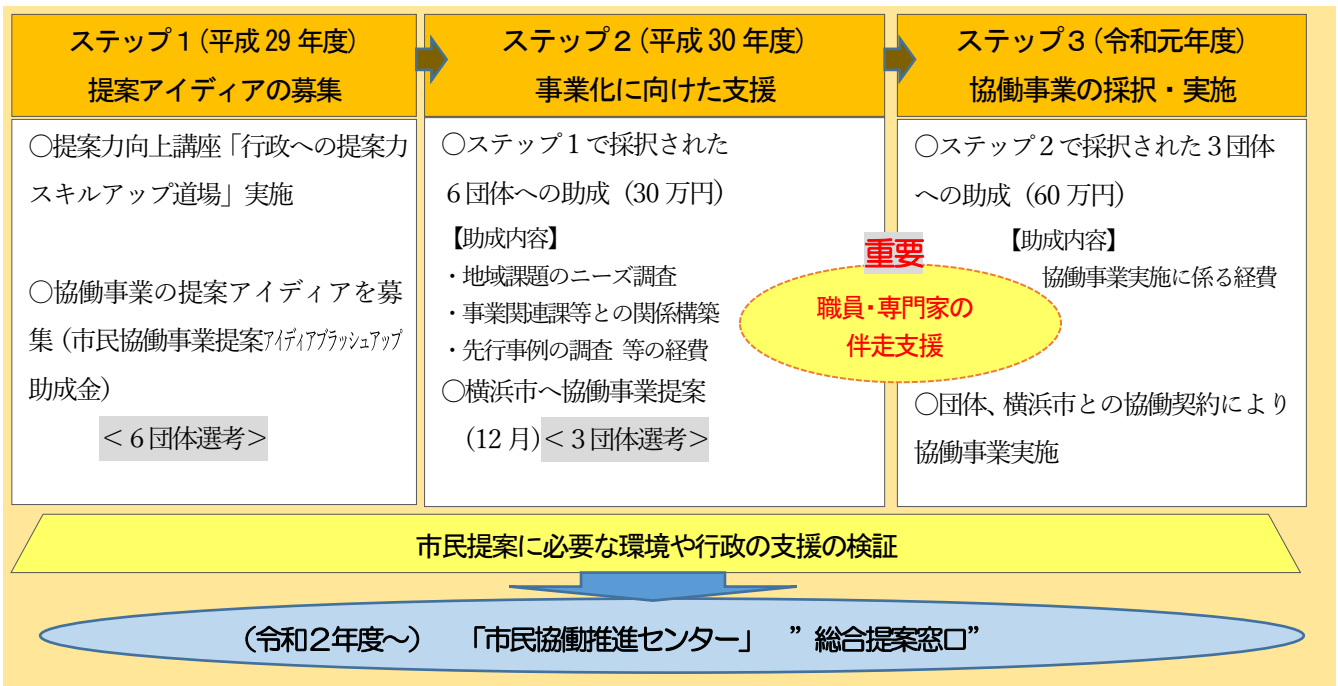 ステップ1(平成29年度)
提案アイディアの募集
○提案力向上講座「行政への提案力
スキルアップ道場」実施
○協働事業の提案アイディアを募
集(市民協働事業提案ｱｲﾃﾞｨｱﾌﾞﾗｯｼｭｱｯﾌﾟ
助成金)
＜6団体選考＞
ステップ2(平成30年度)
事業化に向けた支援
○ステップ1で採択された
6団体への助成(30万円)
【助成内容】
・地域課題のニーズ調査
・事業関連課等との関係構築
・先行事例の調査 等の経費
○横浜市へ協働事業提案
(12月)＜3団体選考＞
ステップ3(令和元年度)
協働事業の採択・実施
○ステップ2で採択された3団体
への助成(60万円)
【助成内容】
協働事業実施に係る経費
○団体、横浜市との協働契約により
協働事業実施
重要
職員・専門家の
伴走支援
市民提案に必要な環境や行政の支援の検証
(令和2年度～) 「市民協働推進センター」 ”総合提案窓口”